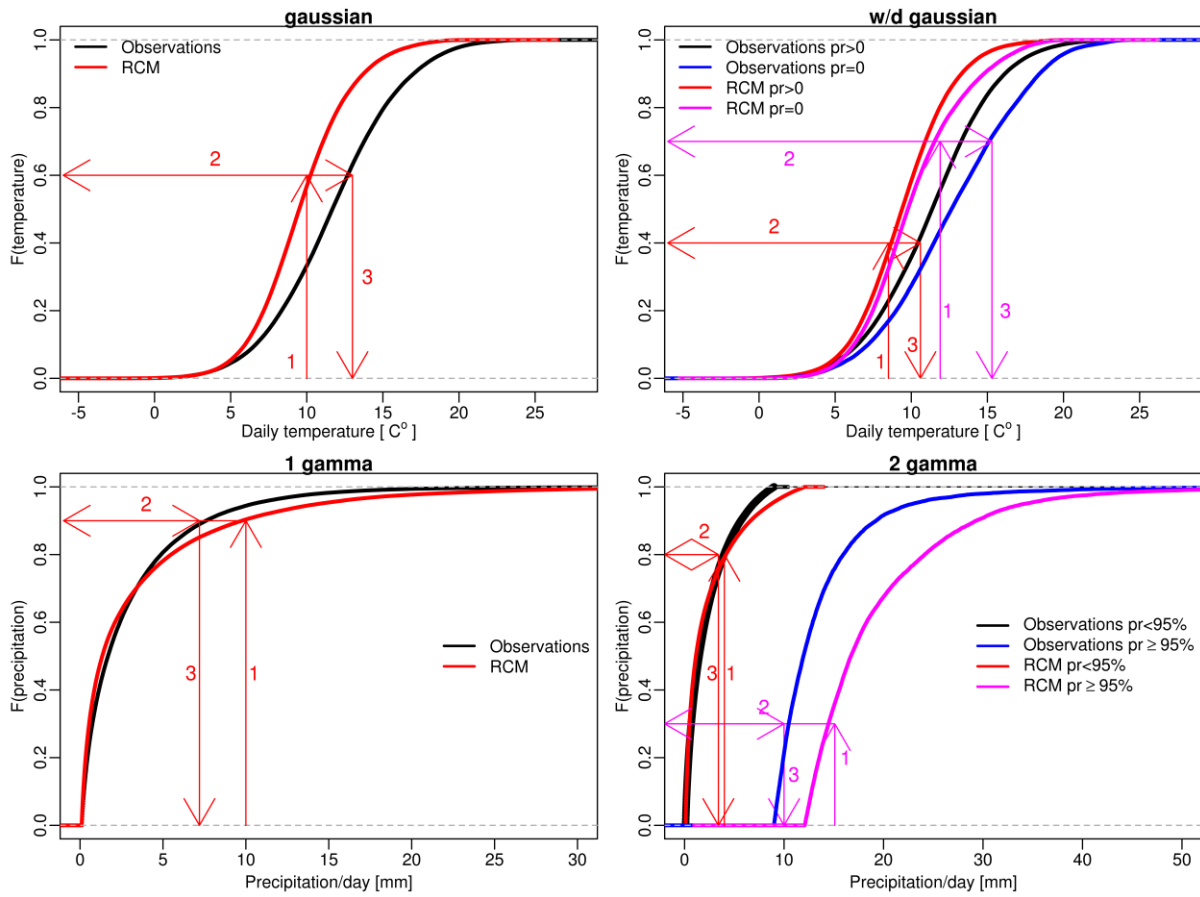 gaussian
Observations
RCM
F(temperature)
0.0 0.2 0.4 0.6 0.8 1.0
1
2
3
-5 0 5 10 15 20 25
Daily temperature [ C° ]
w/d gaussian
Observations pr>0
Observations pr=0
RCM pr>0
RCM pr=0
F(temperature)
0.0 0.2 0.4 0.6 0.8 1.0
2
2
1
3
1
3
-5 0 5 10 15 20 25
Daily temperature [ C° ]
1 gamma
F(precipitation)
0.0 0.2 0.4 0.6 0.8 1.0
2
3
1
Observations
RCM
0 5 10 15 20 25 30
Precipitation/day [mm]
2 gamma
F(precipitation)
0.0 0.2 0.4 0.6 0.8 1.0
2
3
1
2
3
1
Observations pr<95%
Observations pr ≥ 95%
RCM pr<95%
RCM pr ≥ 95%
0 10 20 30 40 50
Precipitation/day [mm]